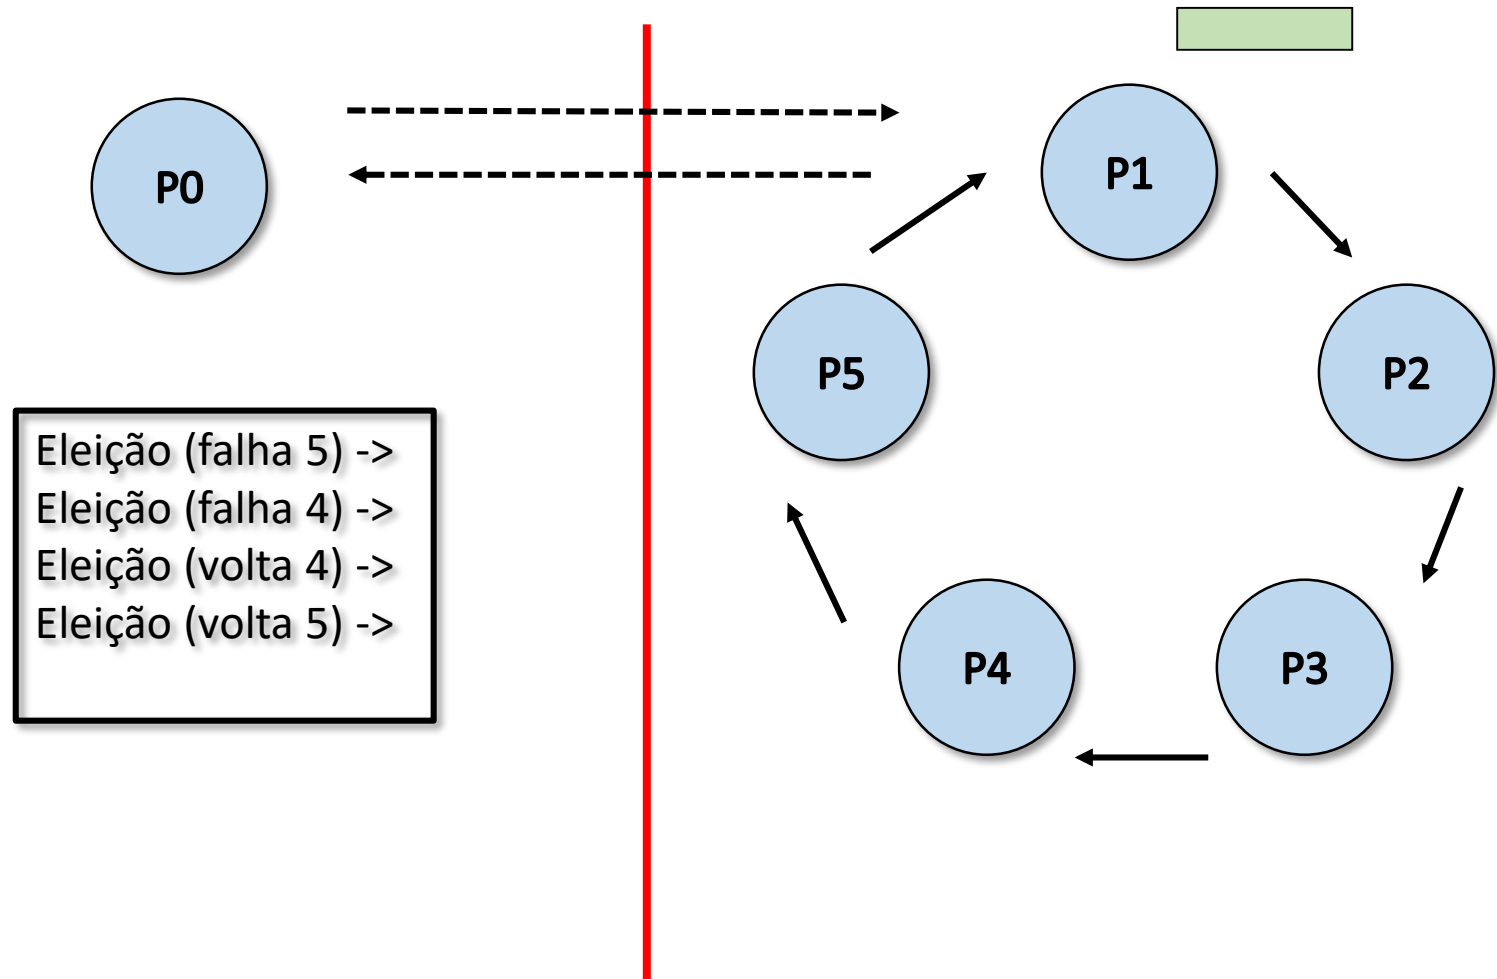 P0
P1
P5
P2
Eleição (falha 5) ->
Eleição (falha 4) ->
Eleição (volta 4) ->
Eleição (volta 5) ->
P4
P3